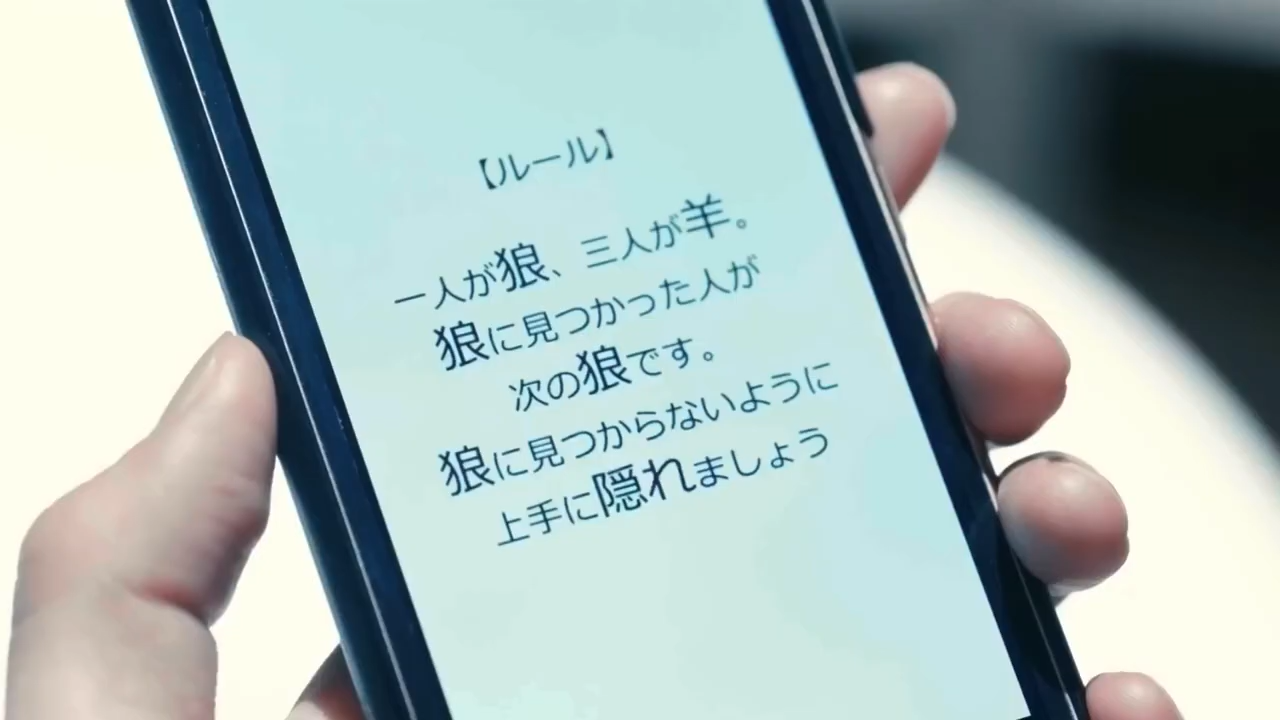 【ルール】
一人が狼、三人が羊。
狼に見つかった人が
次の狼です。
狼に見つからないように
上手に隠れましょう